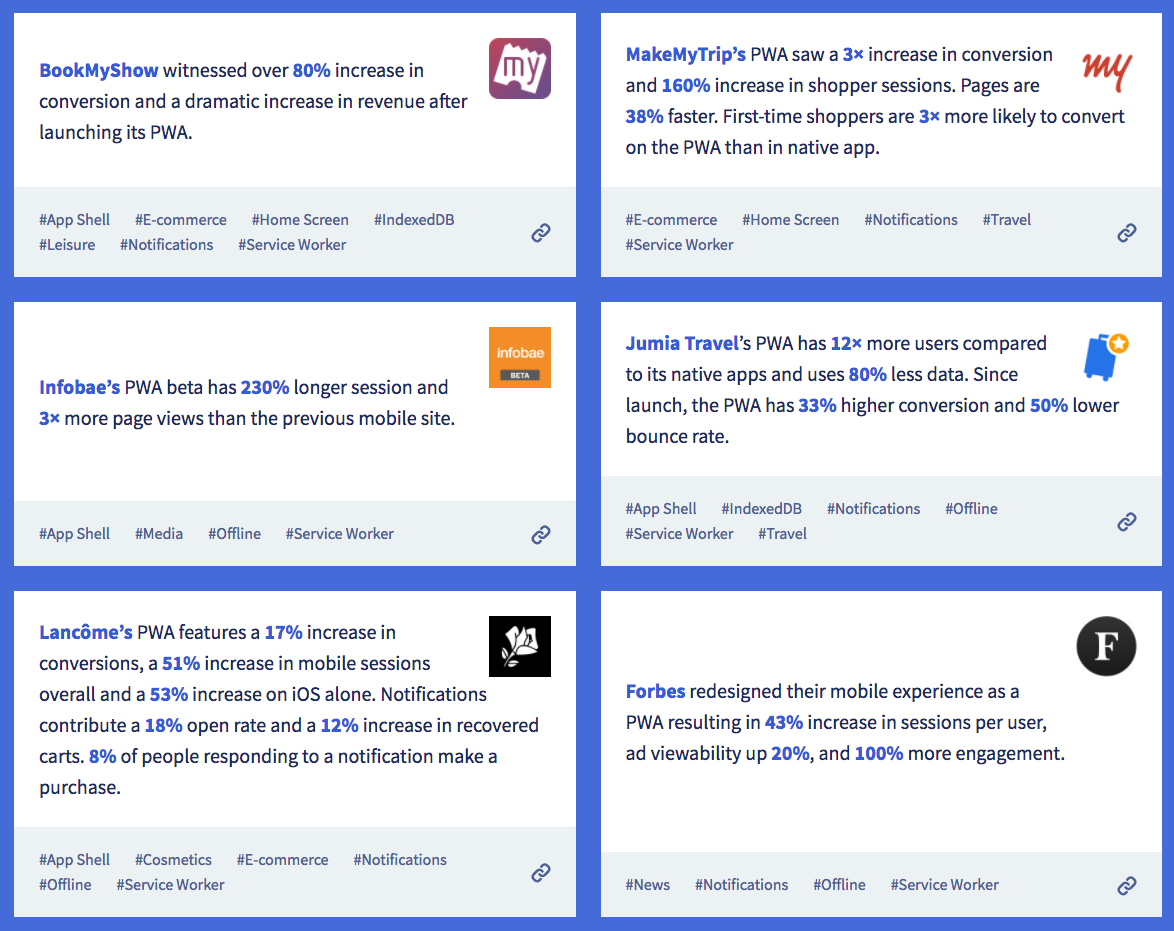 BookMyShow witnessed over 80% increase in
conversion and a dramatic increase in revenue after
launching its PWA.
my
#App Shell #E-commerce #Home Screen #IndexedDB
#Leisure #Notifications #Service Worker
MakeMyTrip’s PWA saw a 3× increase in conversion
and 160% increase in shopper sessions. Pages are
38% faster. First-time shoppers are 3× more likely to convert
on the PWA than in native app.
my
#E-commerce #Home Screen #Notifications #Travel
#Service Worker
Infobae’s PWA beta has 230% longer session and
3× more page views than the previous mobile site.
infobae
BETA
#App Shell #Media #Offline #Service Worker
Jumia Travel’s PWA has 12× more users compared
to its native apps and uses 80% less data. Since
launch, the PWA has 33% higher conversion and 50% lower
bounce rate.
#App Shell #IndexedDB #Notifications #Offline
#Service Worker #Travel
Lancôme’s PWA features a 17% increase in
conversions, a 51% increase in mobile sessions
overall and a 53% increase on iOS alone. Notifications
contribute a 18% open rate and a 12% increase in recovered
carts. 8% of people responding to a notification make a
purchase.
#App Shell #Cosmetics #E-commerce #Notifications
#Offline #Service Worker
Forbes redesigned their mobile experience as a
PWA resulting in 43% increase in sessions per user,
ad viewability up 20%, and 100% more engagement.
F
#News #Notifications #Offline #Service Worker